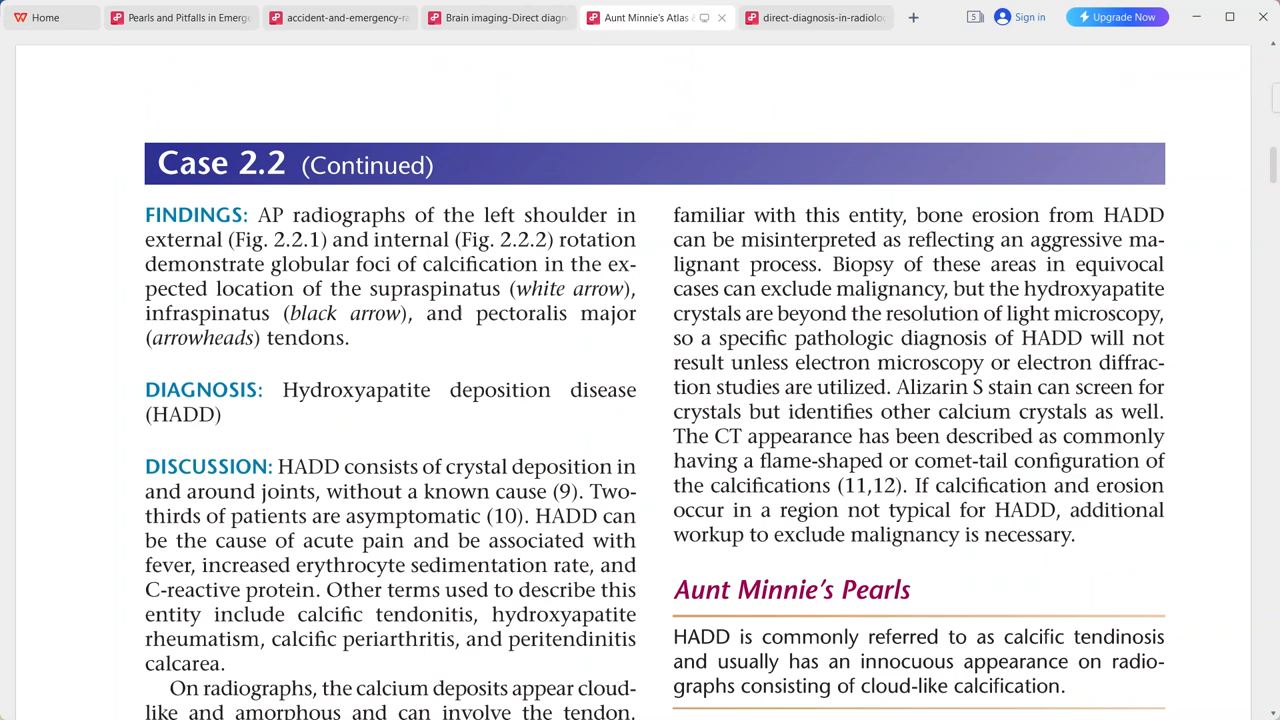 Home
Pearls and Pitfalls in Emerg
accident-and-emergency-ra
Brain imaging-Direct diagn
Aunt Minnie's Atlas &
direct-diagnosis-in-radiolo
5
Sign in
Upgrade Now
Case 2.2 (Continued)
FINDINGS: AP radiographs of the left shoulder in
external (Fig. 2.2.1) and internal (Fig. 2.2.2) rotation
demonstrate globular foci of calcification in the ex-
pected location of the supraspinatus (white arrow),
infraspinatus (black arrow), and pectoralis major
(arrowheads) tendons.
DIAGNOSIS: Hydroxyapatite deposition disease
(HADD)
DISCUSSION: HADD consists of crystal deposition in
and around joints, without a known cause (9). Two-
thirds of patients are asymptomatic (10). HADD can
be the cause of acute pain and be associated with
fever, increased erythrocyte sedimentation rate, and
C-reactive protein. Other terms used to describe this
entity include calcific tendonitis, hydroxyapatite
rheumatism, calcific periarthritis, and peritendinitis
calcarea.
On radiographs, the calcium deposits appear cloud-
like and amorphous and can involve the tendon,
familiar with this entity, bone erosion from HADD
can be misinterpreted as reflecting an aggressive ma-
lignant process. Biopsy of these areas in equivocal
cases can exclude malignancy, but the hydroxyapatite
crystals are beyond the resolution of light microscopy,
so a specific pathologic diagnosis of HADD will not
result unless electron microscopy or electron diffrac-
tion studies are utilized. Alizarin S stain can screen for
crystals but identifies other calcium crystals as well.
The CT appearance has been described as commonly
having a flame-shaped or comet-tail configuration of
the calcifications (11,12). If calcification and erosion
occur in a region not typical for HADD, additional
workup to exclude malignancy is necessary.
Aunt Minnie's Pearls
HADD is commonly referred to as calcific tendinosis
and usually has an innocuous appearance on radio-
graphs consisting of cloud-like calcification.